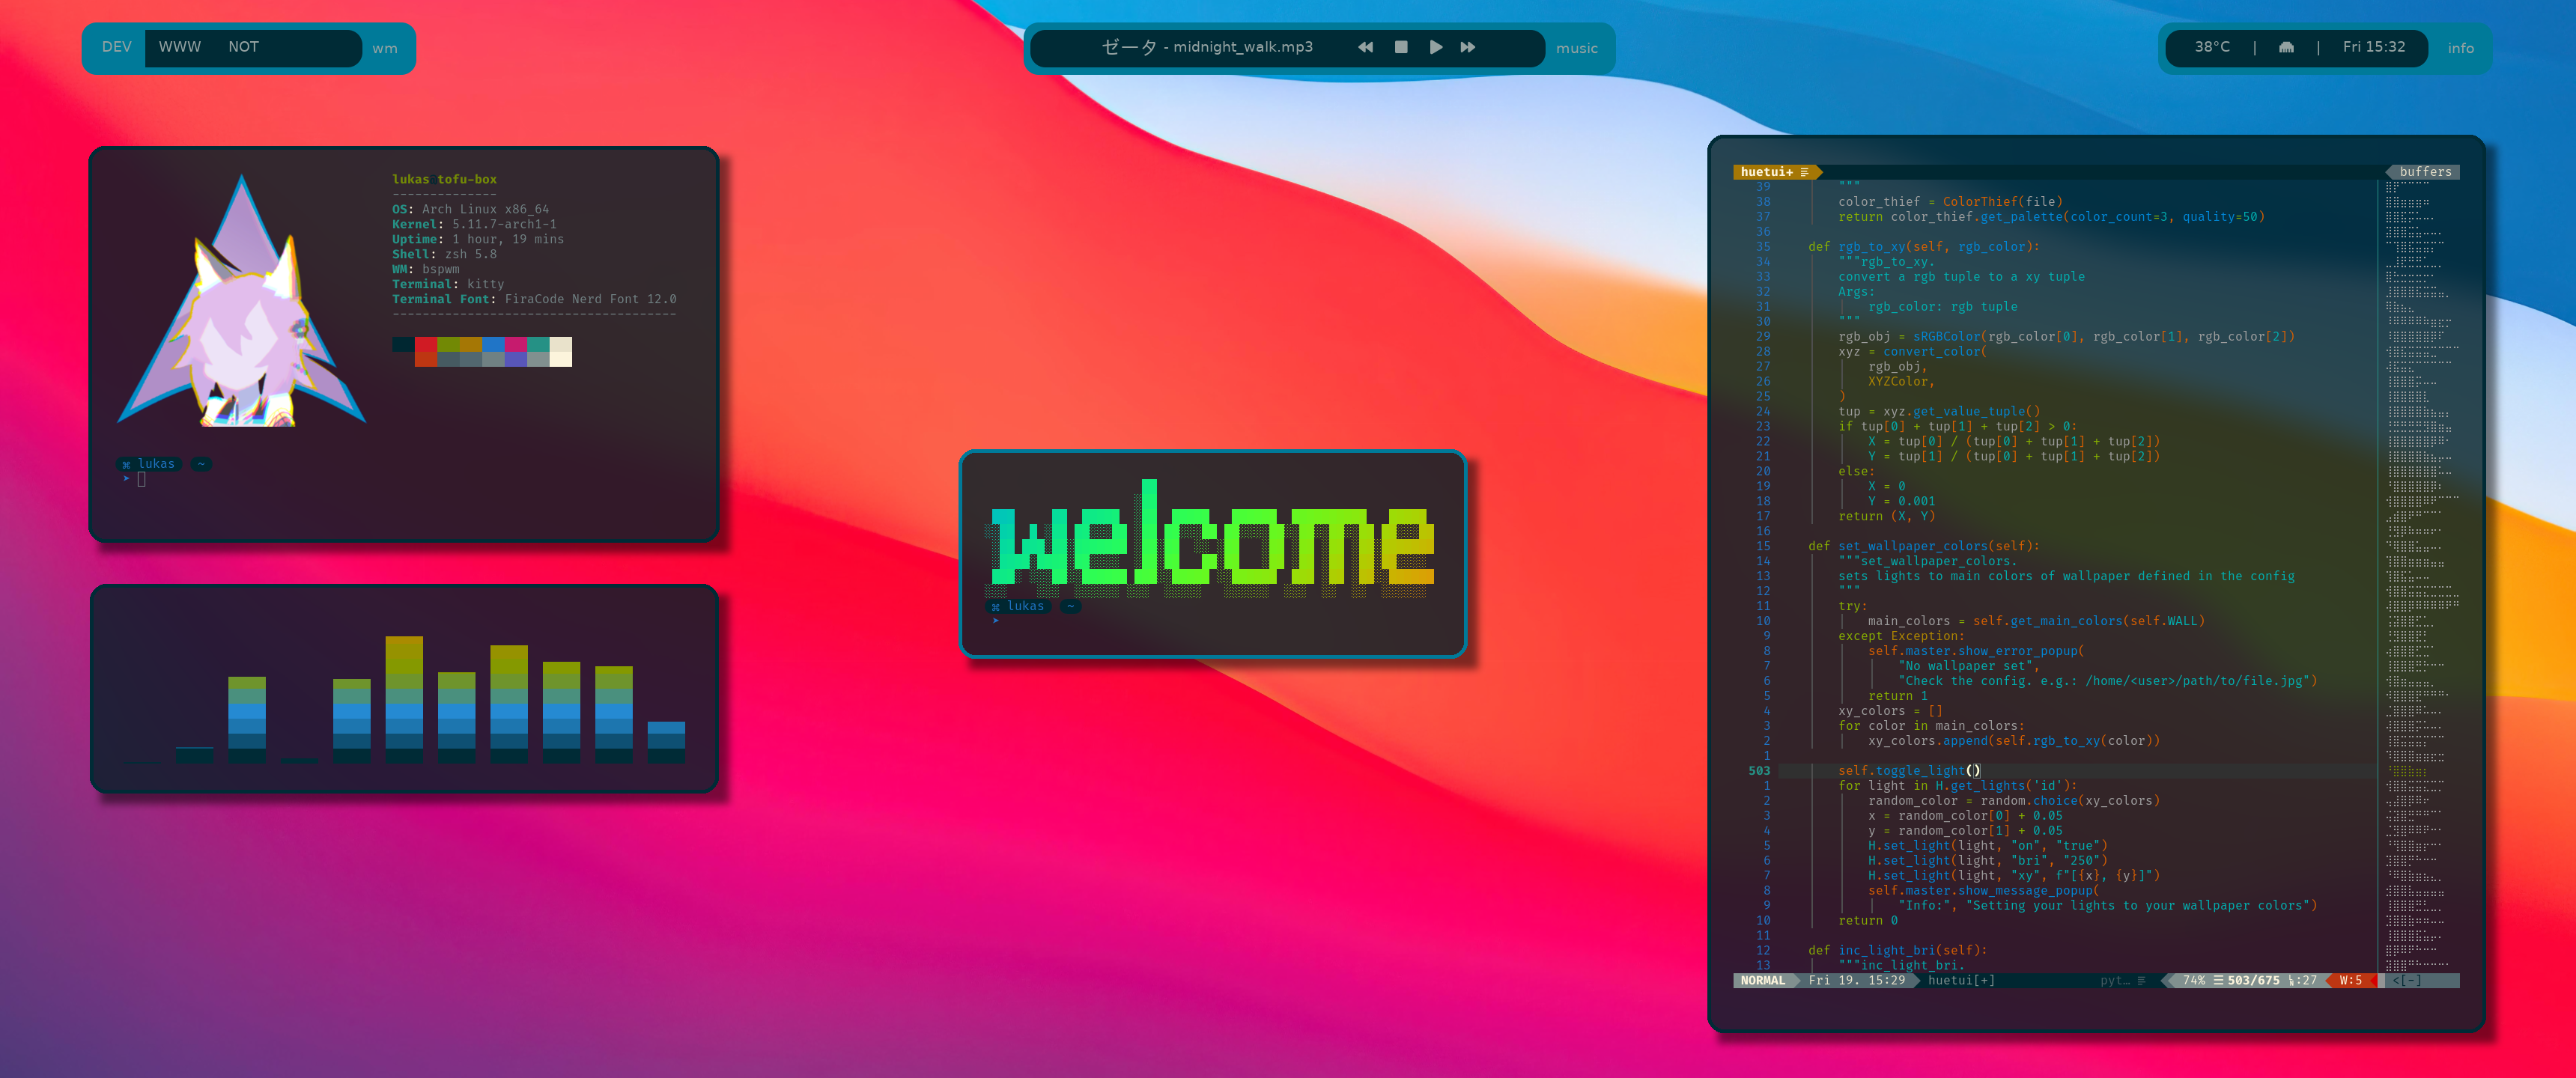 DEV WWW NOT wm
ゼータ - midnight_walk.mp3 music
38°C | | Fri 15:32 info
lukas tofu-box
--------------
OS: Arch Linux x86_64
Kernel: 5.11.7-arch1-1
Uptime: 1 hour, 19 mins
Shell: zsh 5.8
WM: bspwm
Terminal: kitty
Terminal Font: FiraCode Nerd Font 12.0
--------------------------------------
⌘ lukas ~
➤
welcome
⌘ lukas ~
➤
huetui+ buffers
39 """
38 color_thief = ColorThief(file)
37 return color_thief.get_palette(color_count=3, quality=50)
36
35 def rgb_to_xy(self, rgb_color):
34 """rgb_to_xy.
33 convert a rgb tuple to a xy tuple
32 Args:
31 rgb_color: rgb tuple
30 """
29 rgb_obj = sRGBColor(rgb_color[0], rgb_color[1], rgb_color[2])
28 xyz = convert_color(
27 rgb_obj,
26 XYZColor,
25 )
24 tup = xyz.get_value_tuple()
23 if tup[0] + tup[1] + tup[2] > 0:
22 X = tup[0] / (tup[0] + tup[1] + tup[2])
21 Y = tup[1] / (tup[0] + tup[1] + tup[2])
20 else:
19 X = 0
18 Y = 0.001
17 return (X, Y)
16
15 def set_wallpaper_colors(self):
14 """set_wallpaper_colors.
13 sets lights to main colors of wallpaper defined in the config
12 """
11 try:
10 main_colors = self.get_main_colors(self.WALL)
9 except Exception:
8 self.master.show_error_popup(
7 "No wallpaper set",
6 "Check the config. e.g.: /home/<user>/path/to/file.jpg")
5 return 1
4 xy_colors = []
3 for color in main_colors:
2 xy_colors.append(self.rgb_to_xy(color))
1
503 self.toggle_light()
1 for light in H.get_lights('id'):
2 random_color = random.choice(xy_colors)
3 x = random_color[0] + 0.05
4 y = random_color[1] + 0.05
5 H.set_light(light, "on", "true")
6 H.set_light(light, "bri", "250")
7 H.set_light(light, "xy", f"[{x}, {y}]")
8 self.master.show_message_popup(
9 "Info:", "Setting your lights to your wallpaper colors")
10 return 0
11
12 def inc_light_bri(self):
13 """inc_light_bri.
NORMAL Fri 19. 15:29 huetui[+] pyt… 74% ☰ 503/675 :27 W:5 <[-]